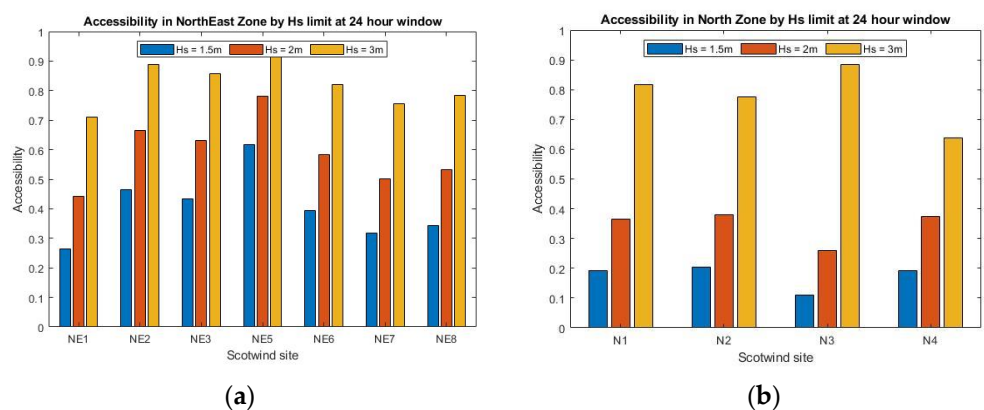 Accessibility in NorthEast Zone by Hs limit at 24 hour window
Hs = 1.5m Hs = 2m Hs = 3m
1
0.9
0.8
0.7
0.6
0.5
0.4
0.3
0.2
0.1
0
Accessibility
NE1 NE2 NE3 NE5 NE6 NE7 NE8
Scotwind site
(a)
Accessibility in North Zone by Hs limit at 24 hour window
Hs = 1.5m Hs = 2m Hs = 3m
1
0.9
0.8
0.7
0.6
0.5
0.4
0.3
0.2
0.1
0
Accessibility
N1 N2 N3 N4
Scotwind site
(b)